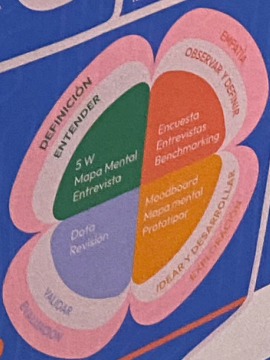 DEFINICIÓN
ENTENDER
5 W
Mapa Mental
Entrevista
EMPATÍA
OBSERVAR Y DEFINIR
Encuesta
Entrevistas
Benchmarking
Data
Revisión
VALIDAR
EVALUACIÓN
Moodboard
Mapa mental
Prototipar
IDEAR Y DESARROLLAR